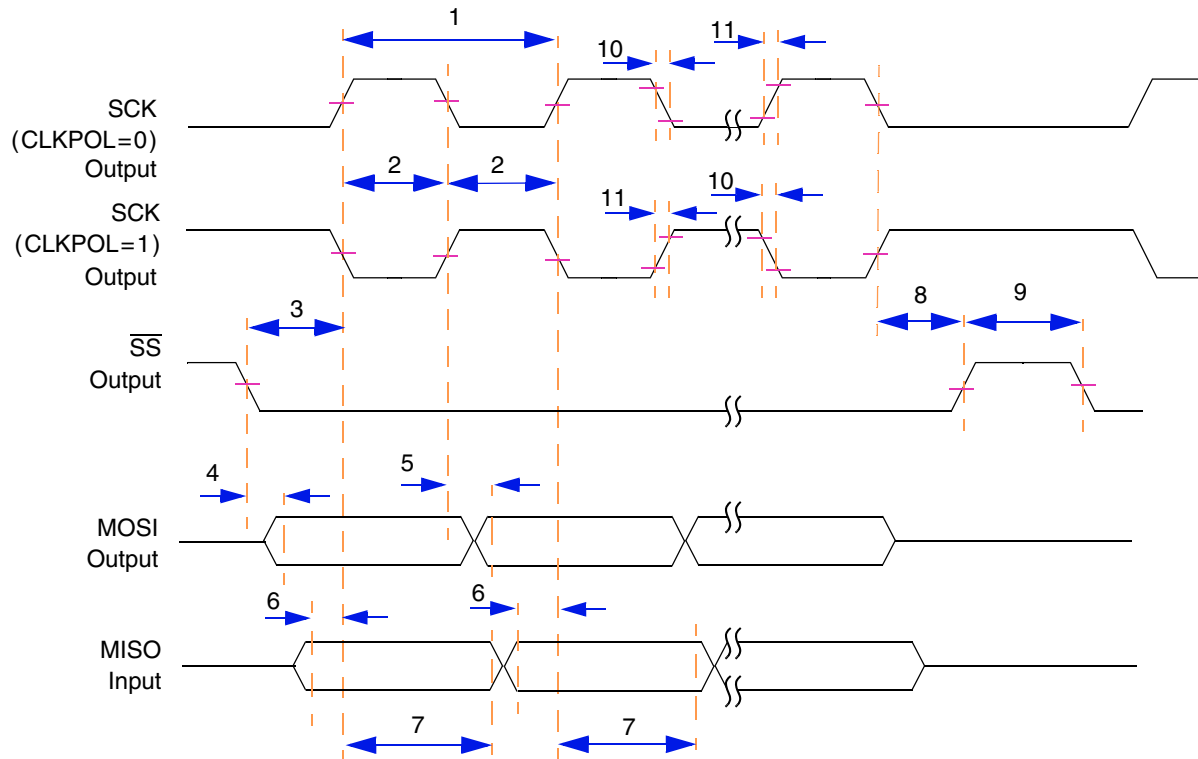 1
10
11
SCK
(CLKPOL=0)
Output
2
2
10
SCK
11
(CLKPOL=1)
Output
3
8
9
S̅S̅
Output
4
5
MOSI
Output
6
6
MISO
Input
7
7